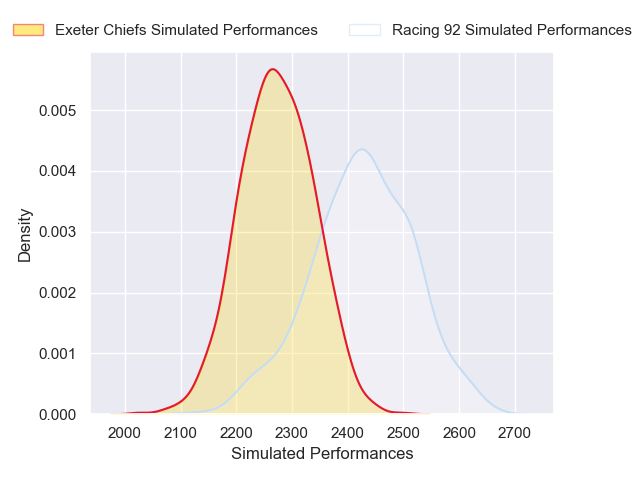 Exeter Chiefs Simulated Performances Racing 92 Simulated Performances
0.005
0.004
0.003
0.002
0.001
0.000
Density
2000 2100 2200 2300 2400 2500 2600 2700
Simulated Performances